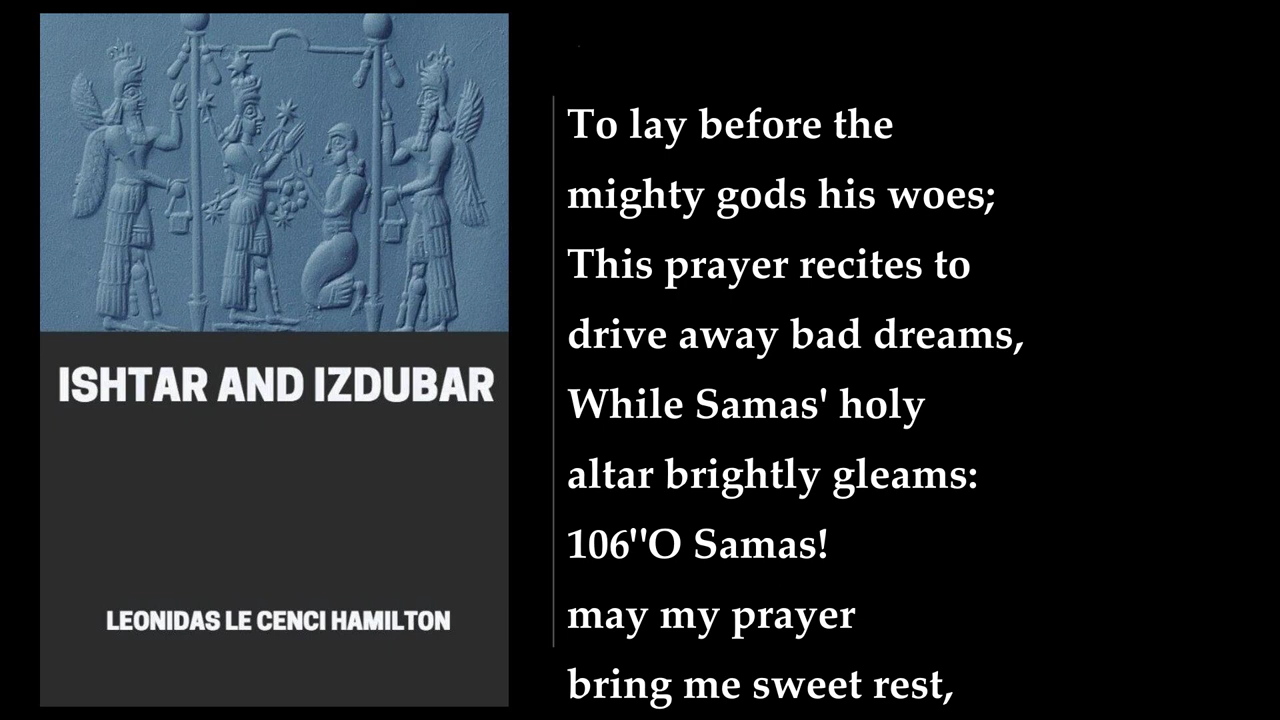 ISHTAR AND IZDUBAR
LEONIDAS LE CENCI HAMILTON
To lay before the
mighty gods his woes;
This prayer recites to
drive away bad dreams,
While Samas' holy
altar brightly gleams:
106"O Samas!
may my prayer
bring me sweet rest,